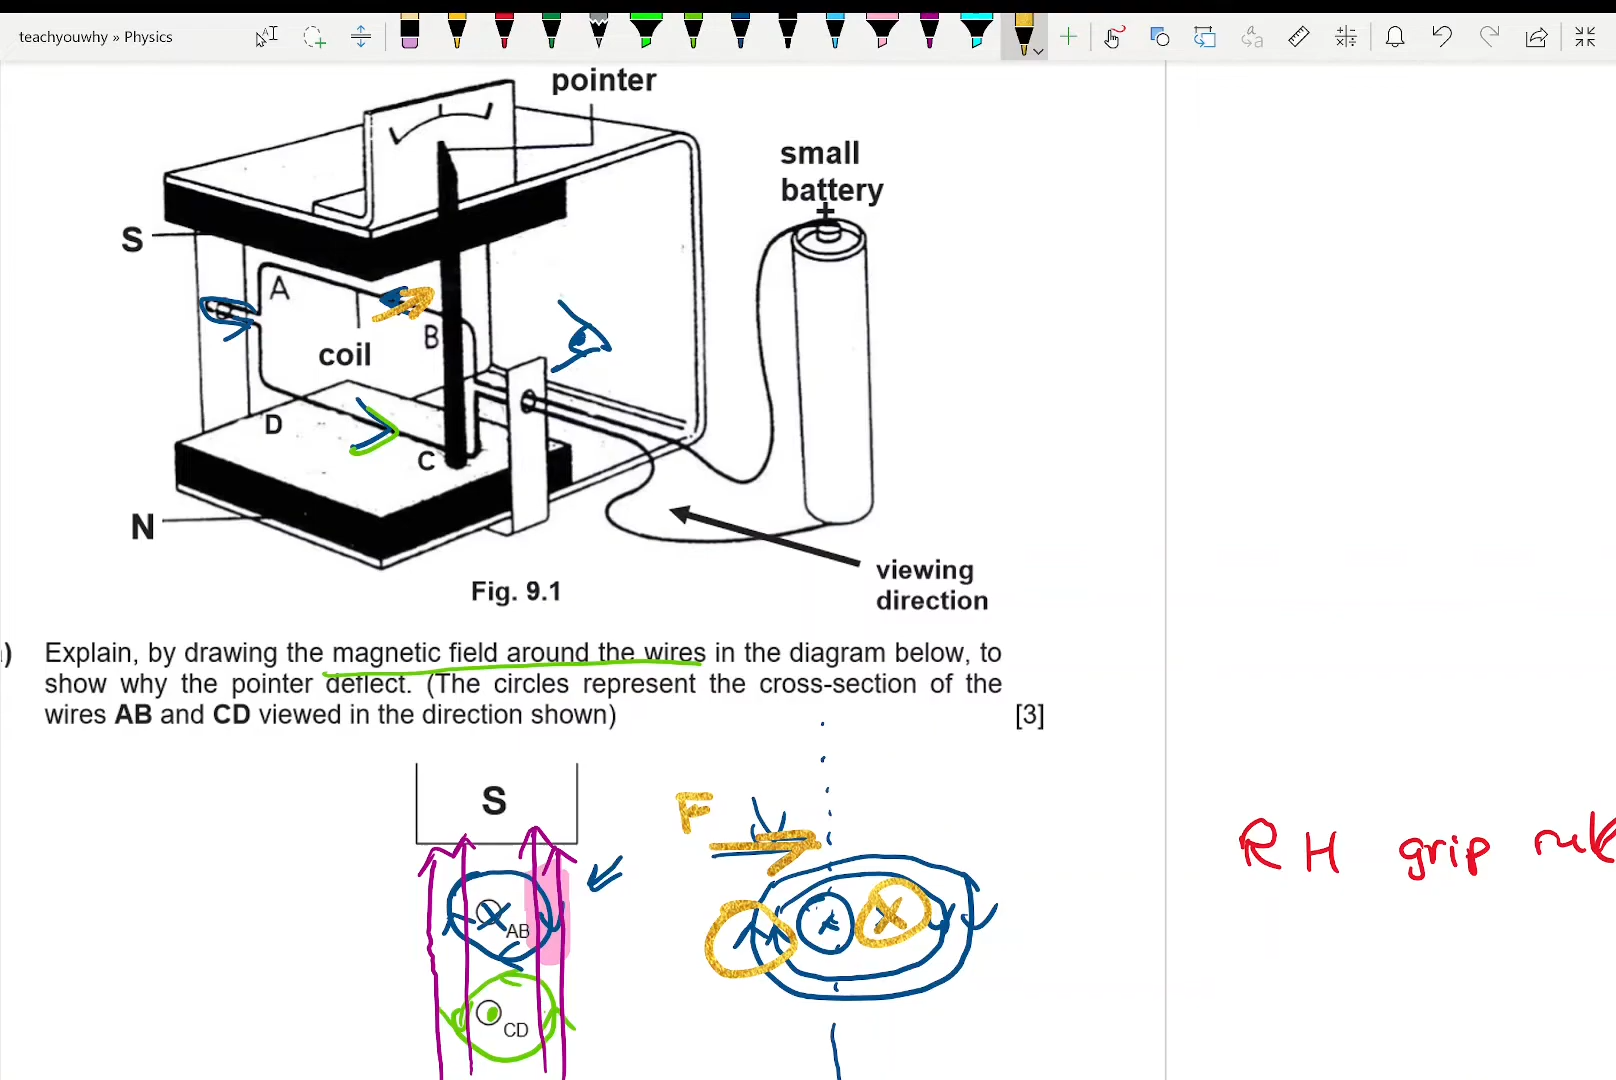 teachyouwhy » Physics
pointer
small
battery
+
S
A
B
coil
D
C
N
viewing
direction
Fig. 9.1
) Explain, by drawing the magnetic field around the wires in the diagram below, to
show why the pointer deflect. (The circles represent the cross-section of the
wires AB and CD viewed in the direction shown) [3]
S
F
AB
CD
RH grip rule